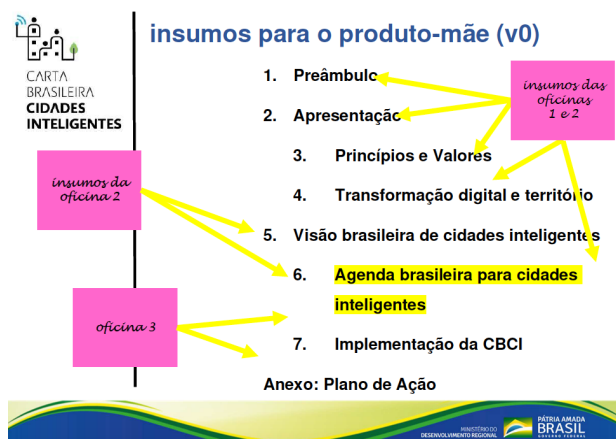 insumos para o produto-mãe (v0)
CARTA
BRASILEIRA
CIDADES
INTELIGENTES
1. Preâmbulo
2. Apresentação
3. Princípios e Valores
4. Transformação digital e território
5. Visão brasileira de cidades inteligentes
6. Agenda brasileira para cidades
inteligentes
7. Implementação da CBCI
Anexo: Plano de Ação
insumos das
oficinas
1 e 2
insumos da
oficina 2
oficina 3
MINISTÉRIO DO
DESENVOLVIMENTO REGIONAL
PÁTRIA AMADA
BRASIL
GOVERNO FEDERAL